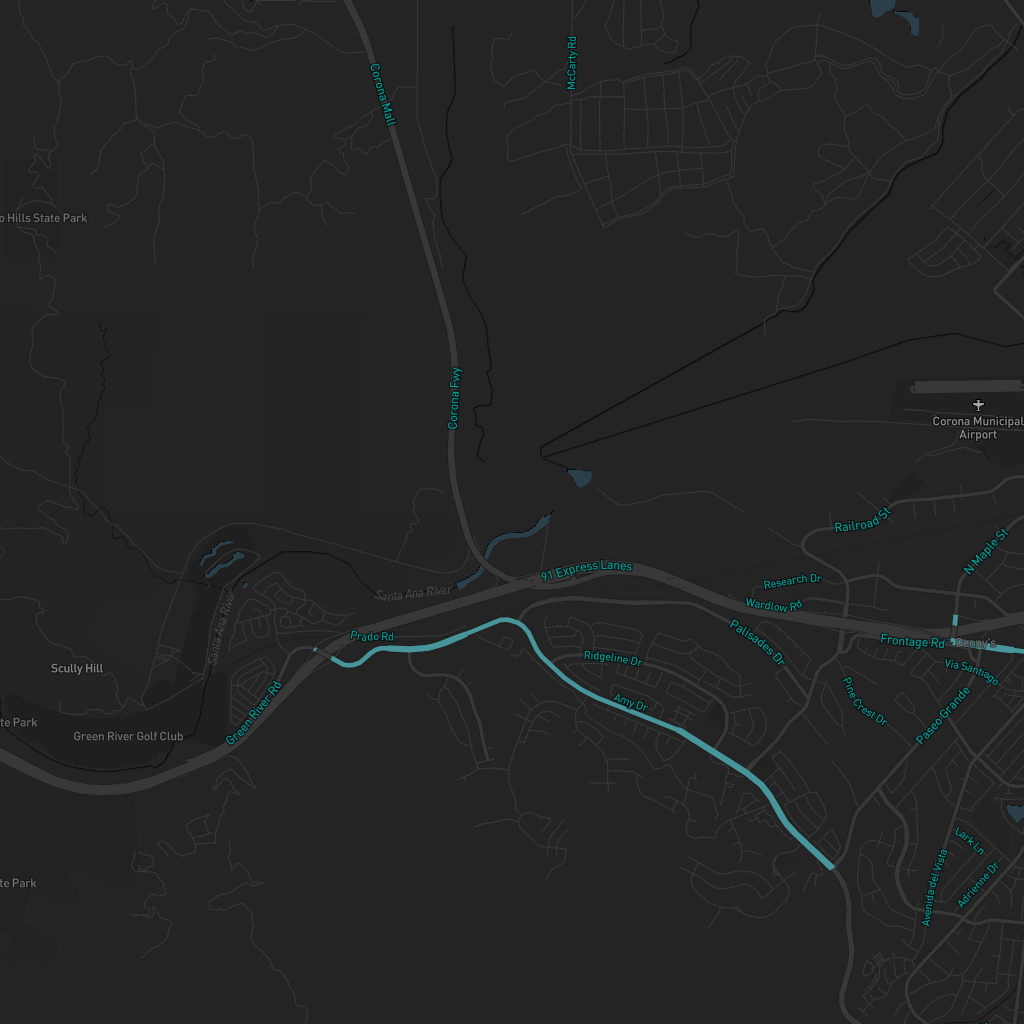 McCarty Rd
Corona Mall
o Hills State Park
Corona Fwy
Corona Municipal
Airport
Railroad St
N Maple St
91 Express Lanes
Research Dr
Santa Ana River
Wardlow Rd
Santa Ana River
Prado Rd
Palisades Dr
Frontage Rd
Denny's
Ridgeline Dr
Scully Hill
Via Santiago
Green River Rd
Amy Dr
Pine Crest Dr
Paseo Grande
te Park
Green River Golf Club
Lark Ln
te Park
Avenida del Vista
Adrienne Dr